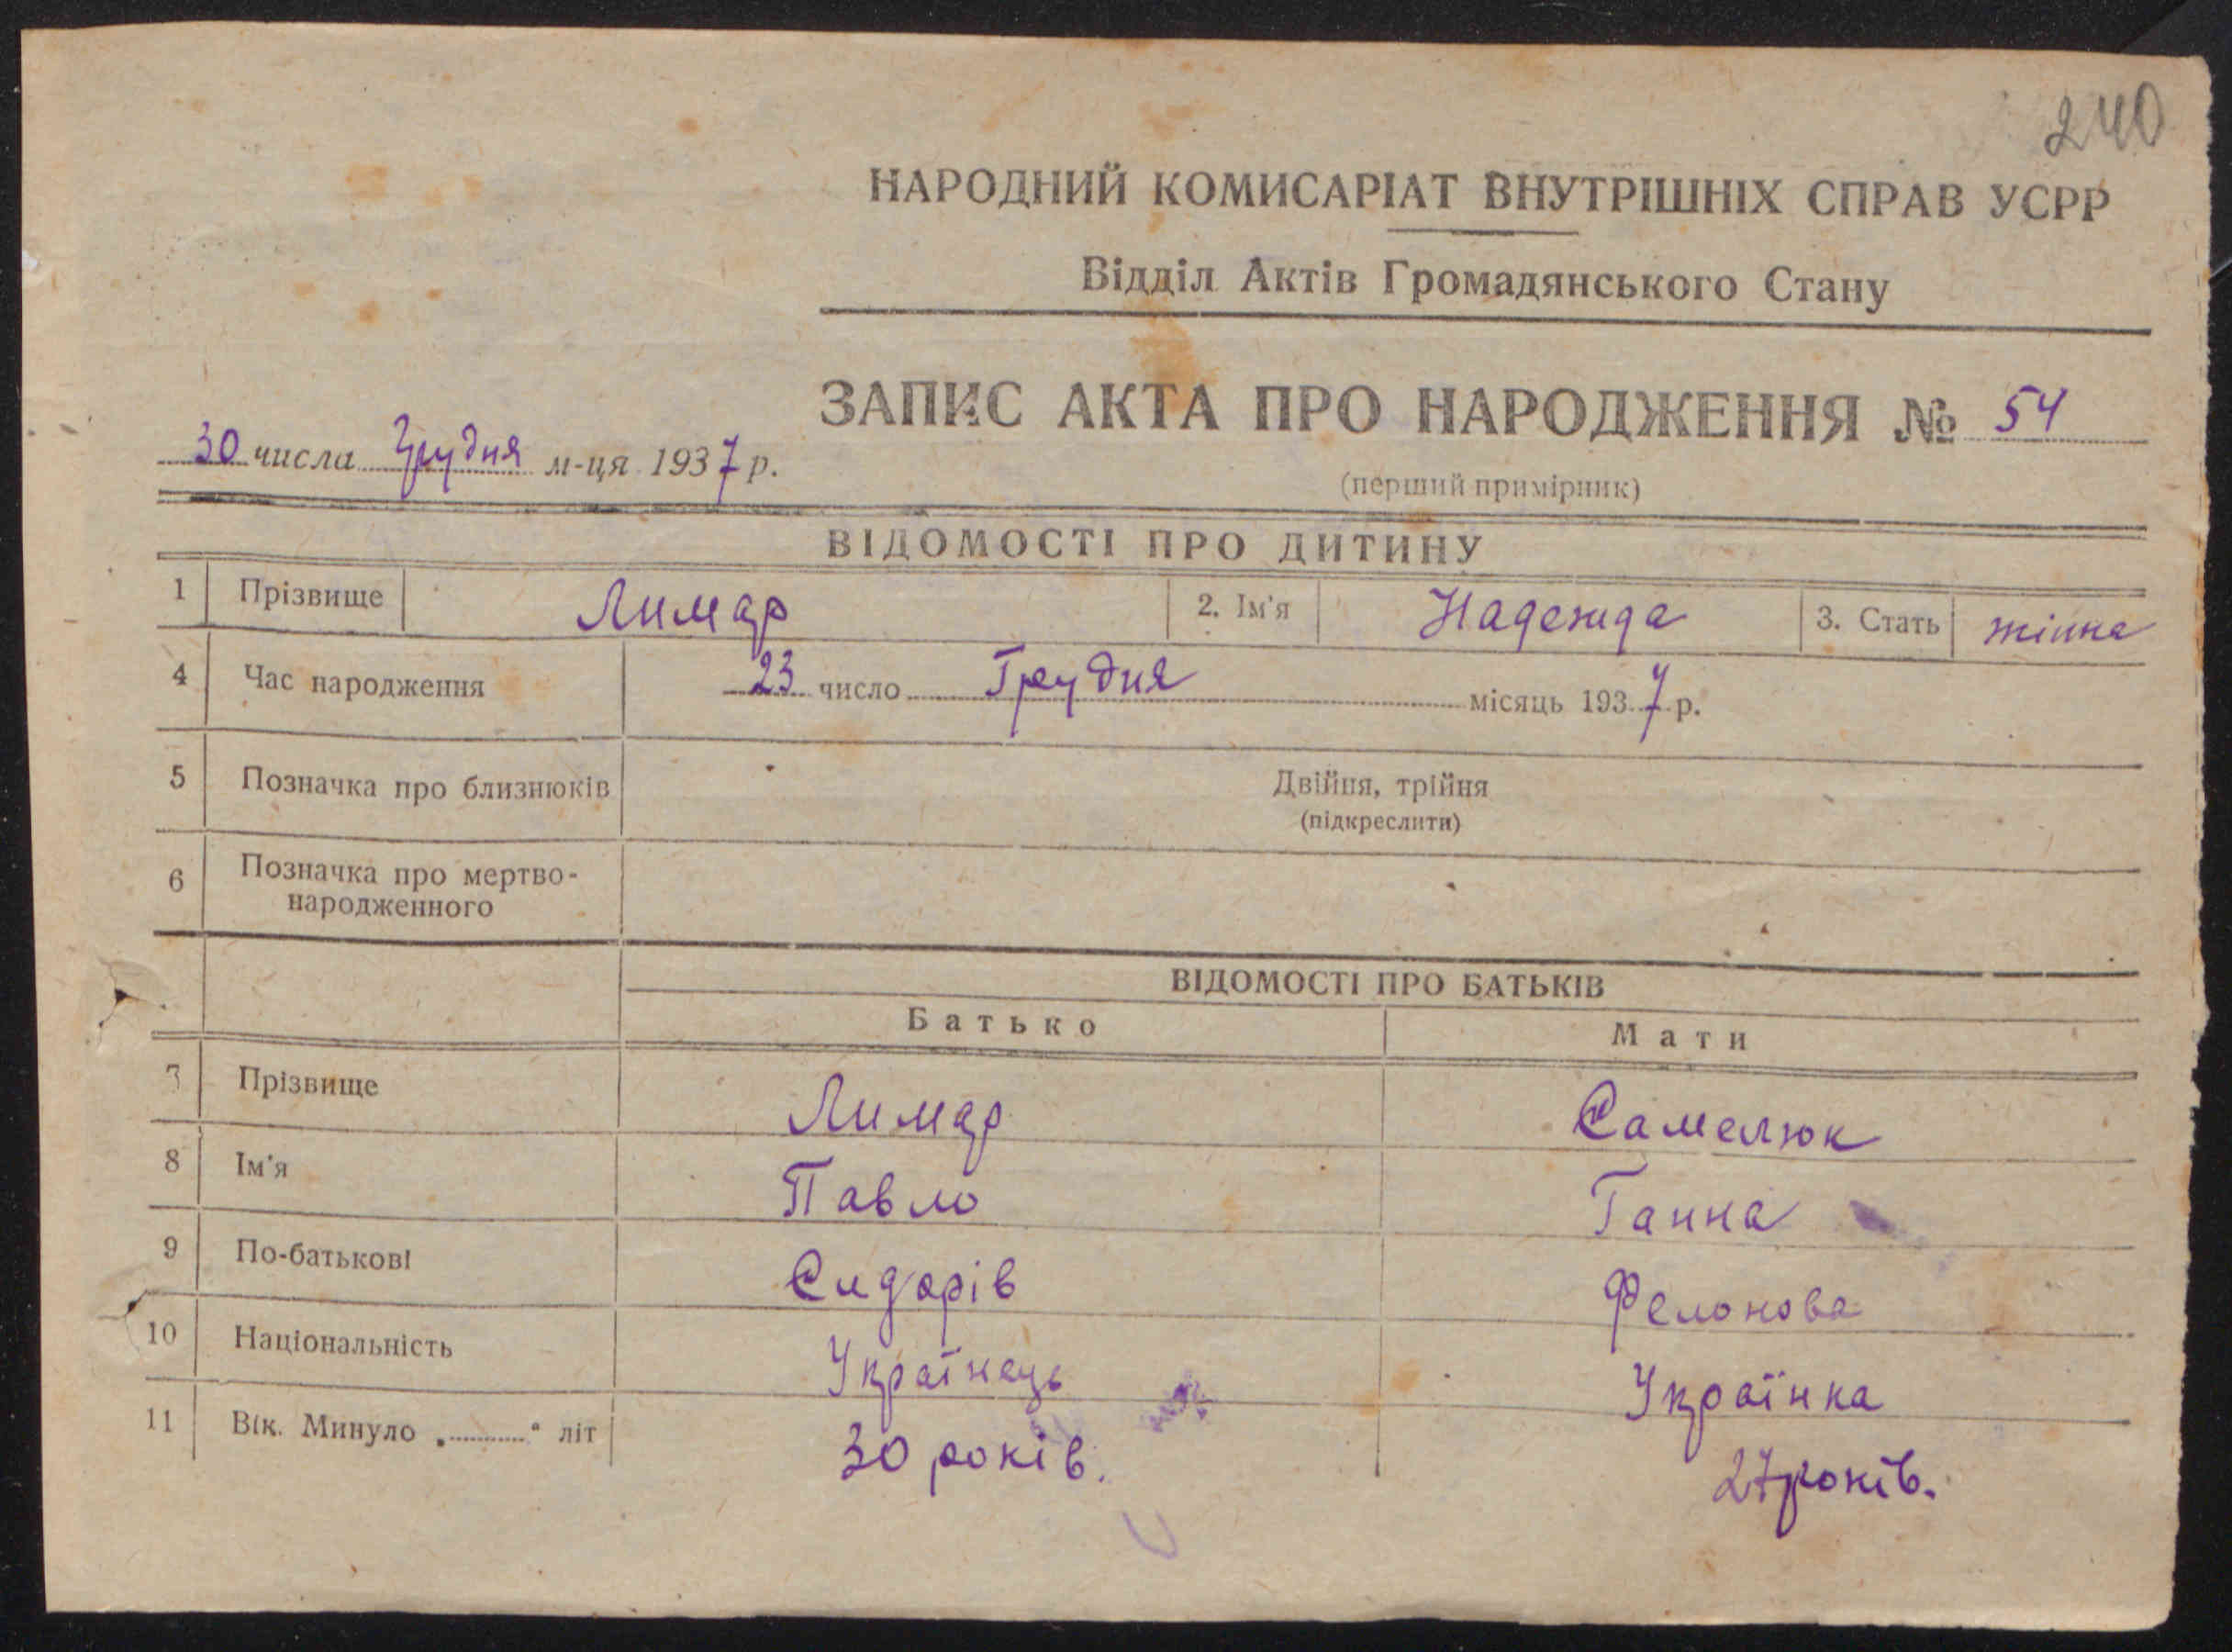 240
НАРОДНИЙ КОМИСАРІАТ ВНУТРІШНІХ СПРАВ УСРР
Відділ Актів Громадянського Стану
ЗАПИС АКТА ПРО НАРОДЖЕННЯ № 54
30 числа Грудня м-ця 1937 р.
(перший примірник)
ВІДОМОСТІ ПРО ДИТИНУ
1 Прізвище Лимар 2. Ім'я Надежда 3. Стать жінка
4 Час народження 23 число Грудня місяць 1937 р.
5 Позначка про близнюків Двійня, трійня
(підкреслити)
6 Позначка про мертво-
народженного
ВІДОМОСТІ ПРО БАТЬКІВ
Батько Мати
7 Прізвище Лимар Самелюк
8 Ім'я Павло Ганна
9 По-батькові Сидорів Фелонова
10 Національність Українець Українка
11 Вік. Минуло „ " літ 30 років. 27 років.